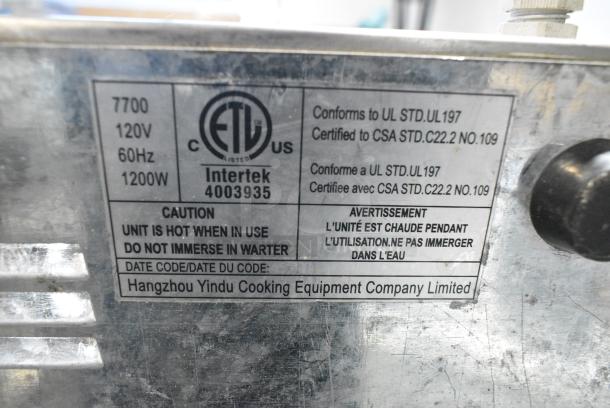 7700
120V
60Hz
1200W
C ETL US
LISTED
Intertek
4003935
Conforms to UL STD.UL197
Certified to CSA STD.C22.2 NO.109
Conforme a UL STD.UL197
Certifiee avec CSA STD.C22.2 NO.109
CAUTION
UNIT IS HOT WHEN IN USE
DO NOT IMMERSE IN WARTER
AVERTISSEMENT
L'UNITÉ EST CHAUDE PENDANT
L'UTILISATION.NE PAS IMMERGER
DANS L'EAU
DATE CODE/DATE DU CODE:
Hangzhou Yindu Cooking Equipment Company Limited